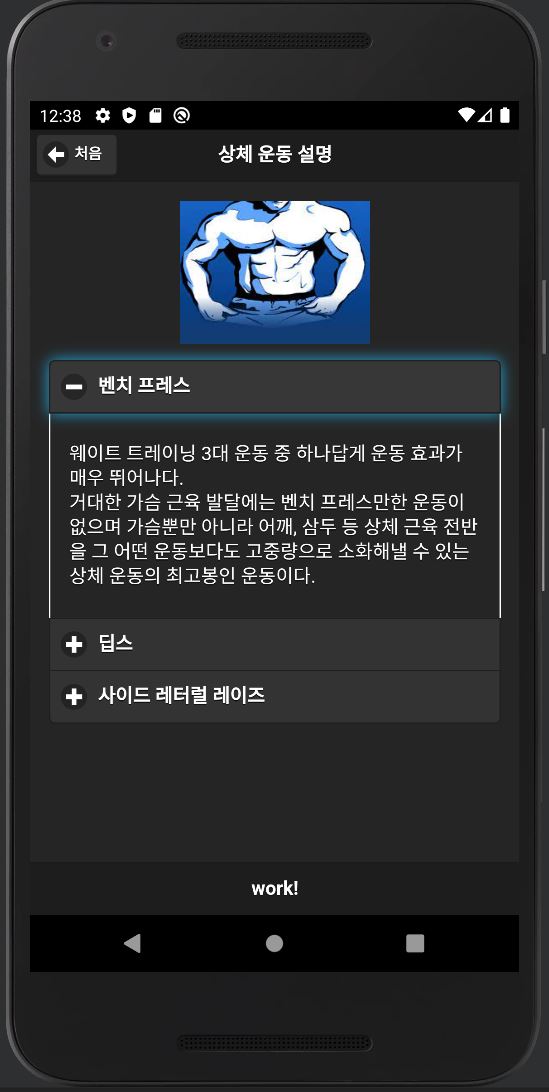 12:38
처음
상체 운동 설명
벤치 프레스
웨이트 트레이닝 3대 운동 중 하나답게 운동 효과가
매우 뛰어나다.
거대한 가슴 근육 발달에는 벤치 프레스만한 운동이
없으며 가슴뿐만 아니라 어깨, 삼두 등 상체 근육 전반
을 그 어떤 운동보다도 고중량으로 소화해낼 수 있는
상체 운동의 최고봉인 운동이다.
딥스
사이드 레터럴 레이즈
work!